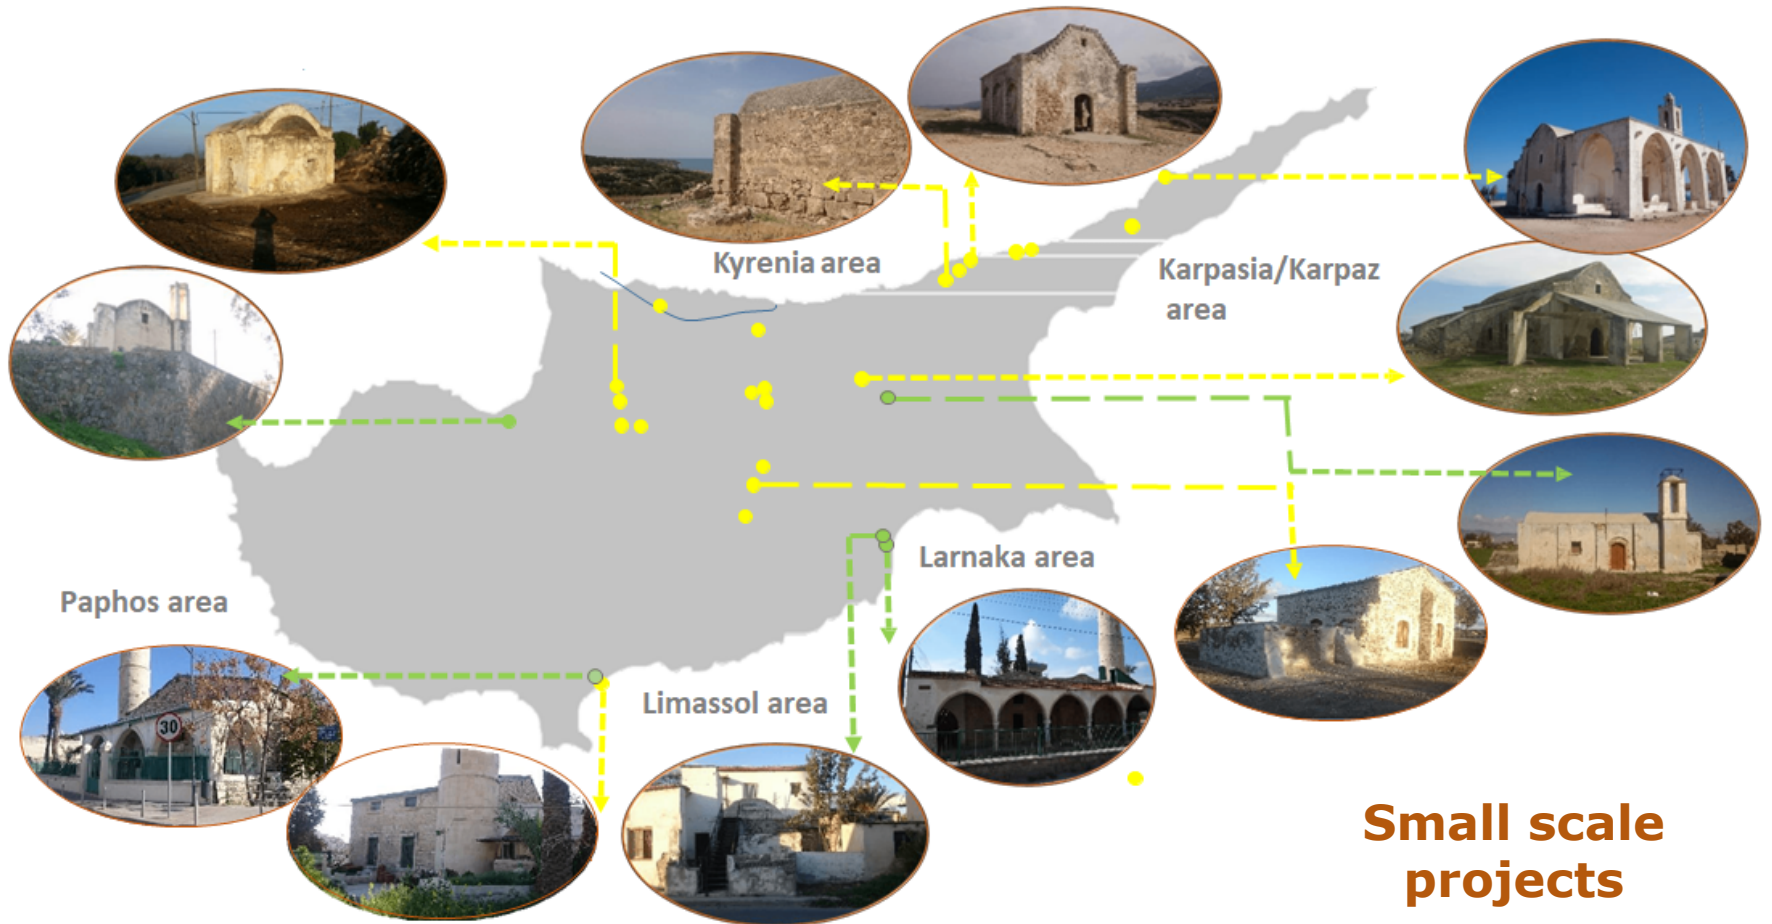 Kyrenia area
Karpasia/Karpaz
area
Larnaka area
Paphos area
Limassol area
30
Small scale
projects